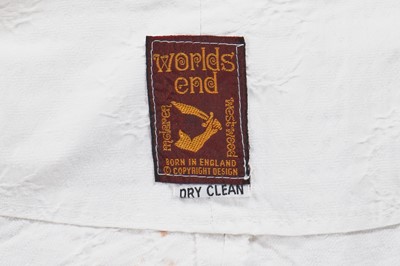 worlds'
end
mclaren
westwood
BORN IN ENGLAND
© COPYRIGHT DESIGN
DRY CLEAN